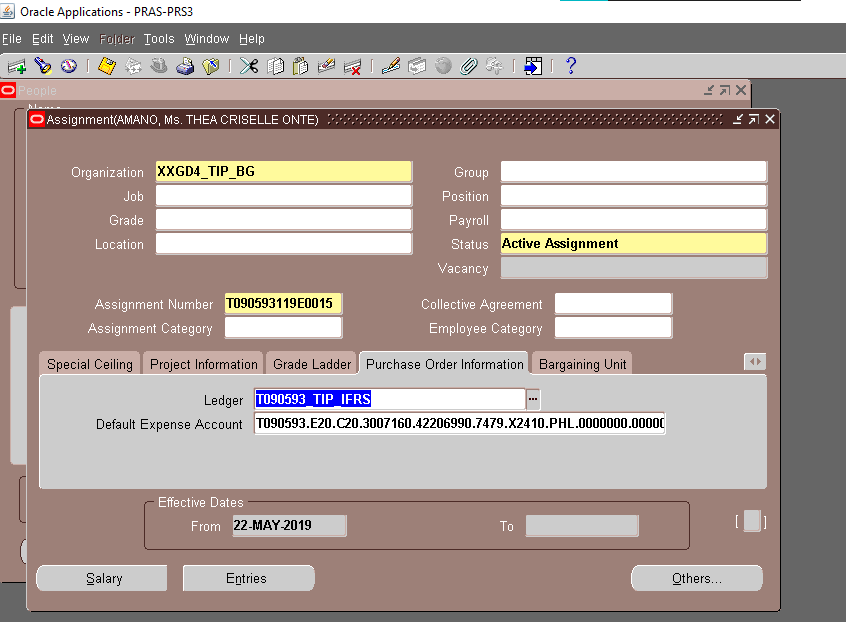 Oracle Applications - PRAS-PRS3
File Edit View Folder Tools Window Help
People
Assignment(AMANO, Ms. THEA CRISELLE ONTE)
Organization XXGD4_TIP_BG Group
Job Position
Grade Payroll
Location Status Active Assignment
Vacancy
Assignment Number T090593119E0015 Collective Agreement
Assignment Category Employee Category
Special Ceiling Project Information Grade Ladder Purchase Order Information Bargaining Unit
Ledger T090593_TIP_IFRS ...
Default Expense Account T090593.E20.C20.3007160.42206990.7479.X2410.PHL.0000000.0000
Effective Dates
From 22-MAY-2019 To
[ ]
Salary Entries Others...